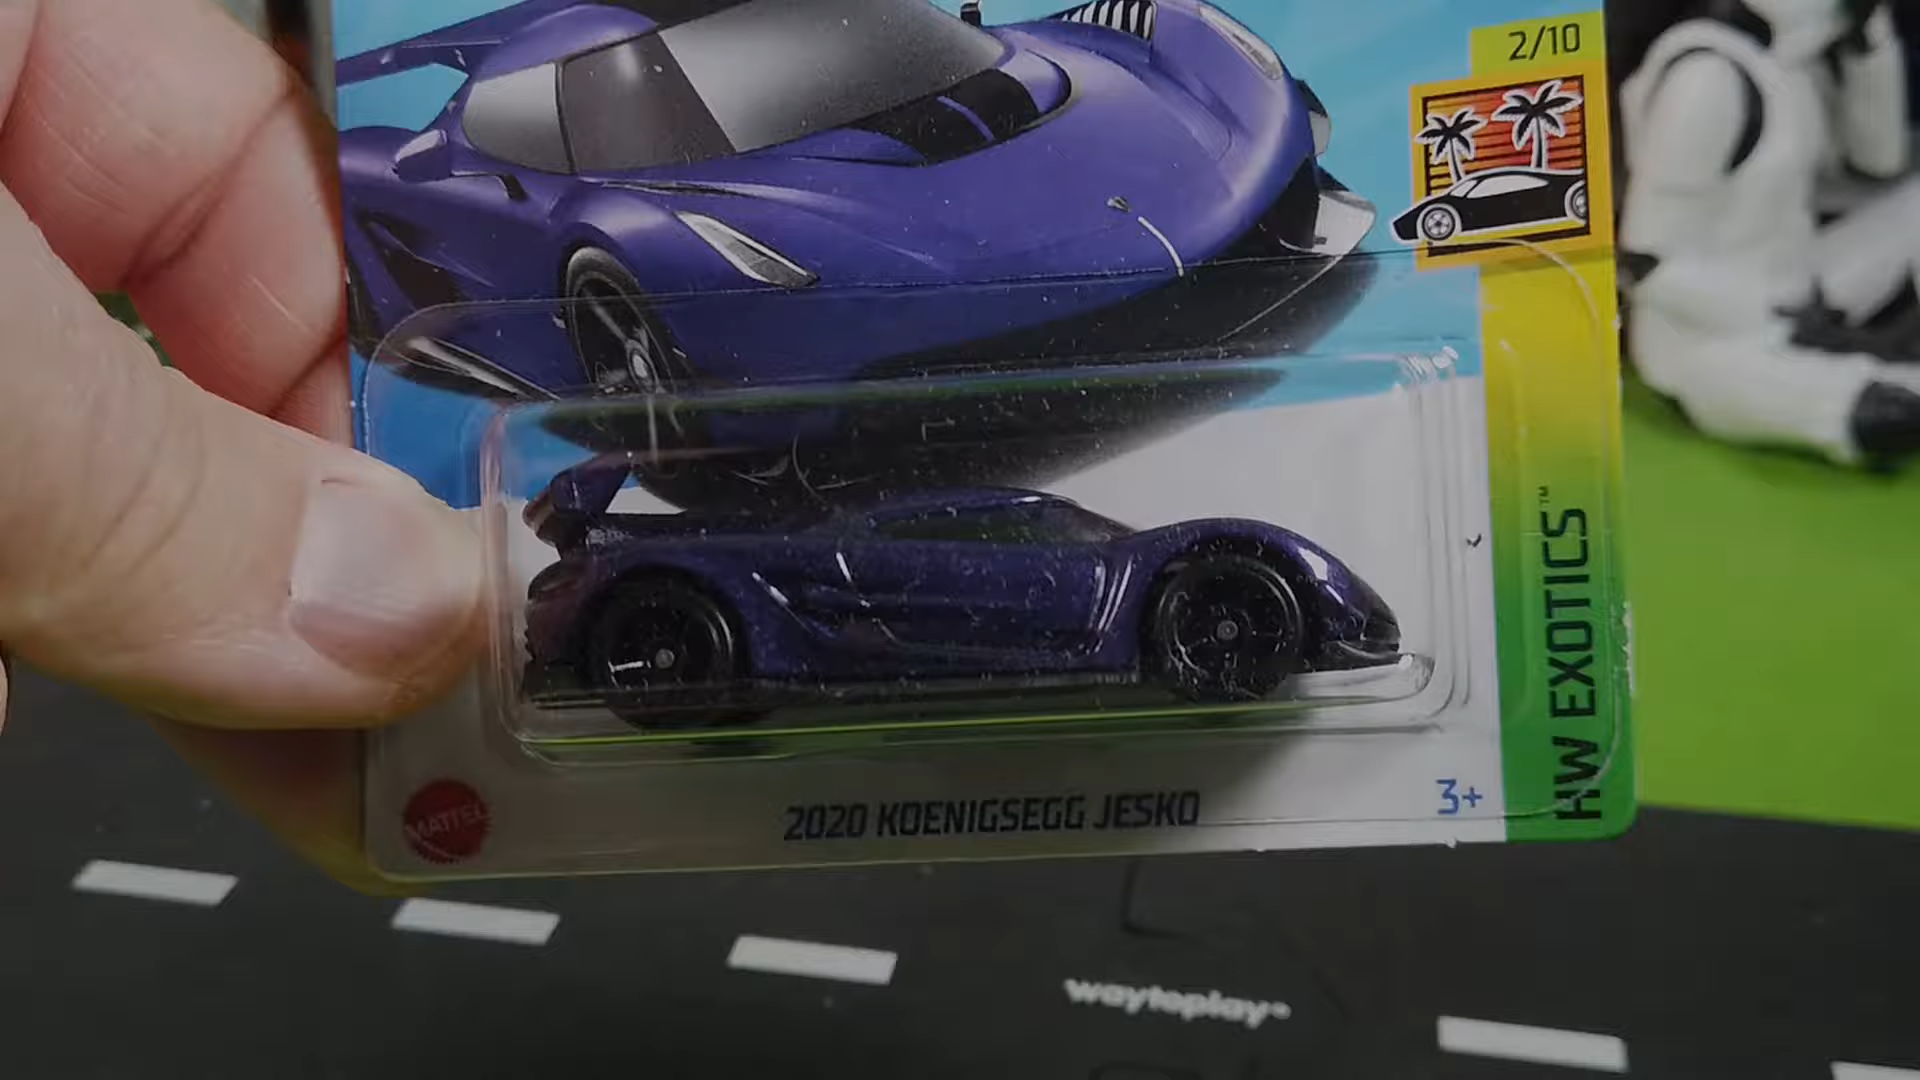 2/10
HW EXOTICS™
MATTEL
2020 KOENIGSEGG JESKO
3+
waytoplay